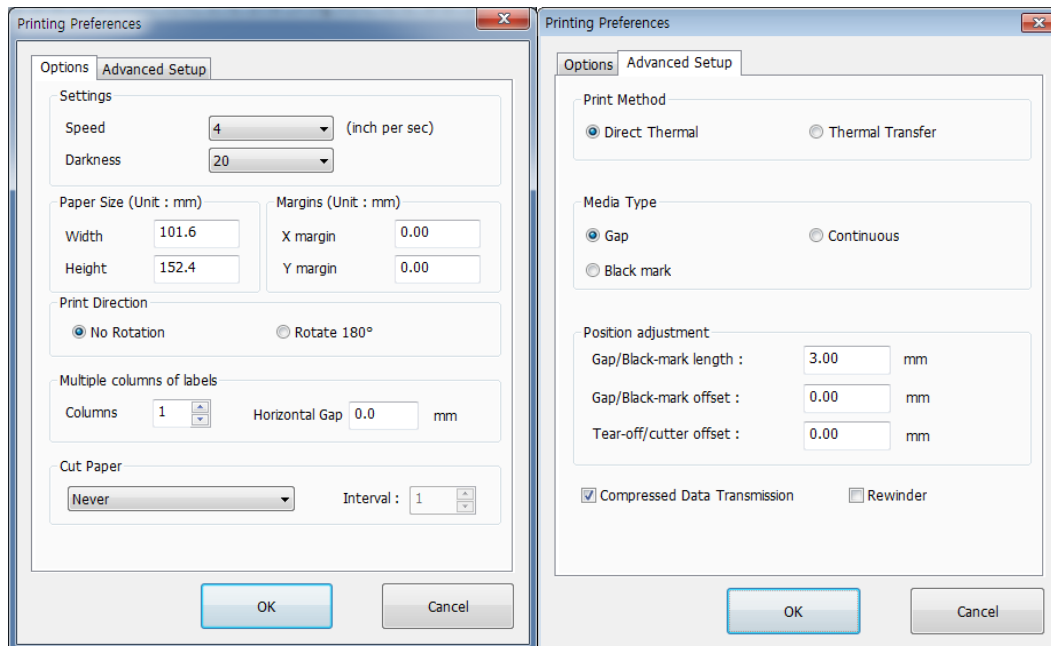 Printing Preferences
Options Advanced Setup
Settings
Speed 4 (inch per sec)
Darkness 20
Paper Size (Unit : mm) Margins (Unit : mm)
Width 101.6 X margin 0.00
Height 152.4 Y margin 0.00
Print Direction
No Rotation Rotate 180°
Multiple columns of labels
Columns 1 Horizontal Gap 0.0 mm
Cut Paper
Never Interval : 1
OK Cancel
Printing Preferences
Options Advanced Setup
Print Method
Direct Thermal Thermal Transfer
Media Type
Gap Continuous
Black mark
Position adjustment
Gap/Black-mark length : 3.00 mm
Gap/Black-mark offset : 0.00 mm
Tear-off/cutter offset : 0.00 mm
Compressed Data Transmission Rewinder
OK Cancel